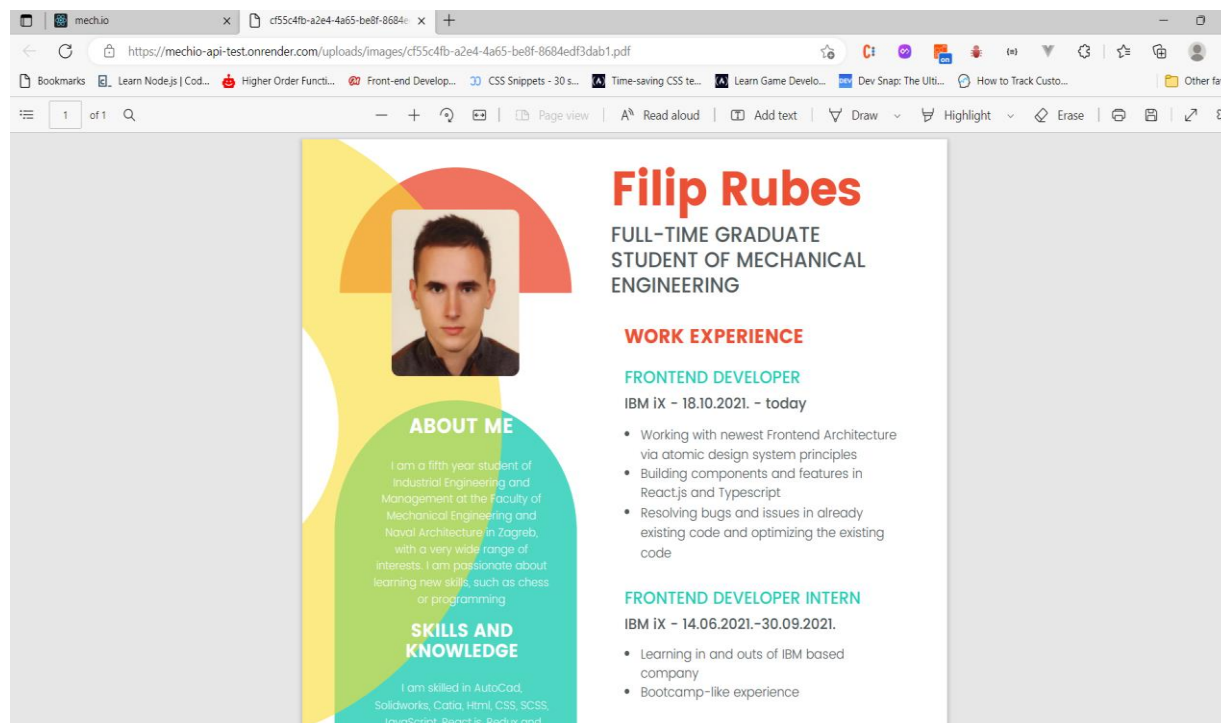 mech.io
cf55c4fb-a2e4-4a65-be8f-8684e
https://mechio-api-test.onrender.com/uploads/images/cf55c4fb-a2e4-4a65-be8f-8684edf3dab1.pdf
Bookmarks
Learn Node.js | Cod...
Higher Order Functi...
Front-end Develop...
CSS Snippets - 30 s...
Time-saving CSS te...
Learn Game Develo...
Dev Snap: The Ulti...
How to Track Custo...
Other fa
1 of 1
Page view
Read aloud
Add text
Draw
Highlight
Erase
Filip Rubes
FULL-TIME GRADUATE
STUDENT OF MECHANICAL
ENGINEERING
WORK EXPERIENCE
FRONTEND DEVELOPER
IBM iX - 18.10.2021. - today
• Working with newest Frontend Architecture
via atomic design system principles
• Building components and features in
React.js and Typescript
• Resolving bugs and issues in already
existing code and optimizing the existing
code
FRONTEND DEVELOPER INTERN
IBM iX - 14.06.2021.-30.09.2021.
• Learning in and outs of IBM based
company
• Bootcamp-like experience
ABOUT ME
I am a fifth year student of
Industrial Engineering and
Management at the Faculty of
Mechanical Engineering and
Naval Architecture in Zagreb,
with a very wide range of
interests. I am passionate about
learning new skills, such as chess
or programming
SKILLS AND
KNOWLEDGE
I am skilled in AutoCad,
Solidworks, Catia, Html, CSS, SCSS,
JavaScript, React.js, Redux and